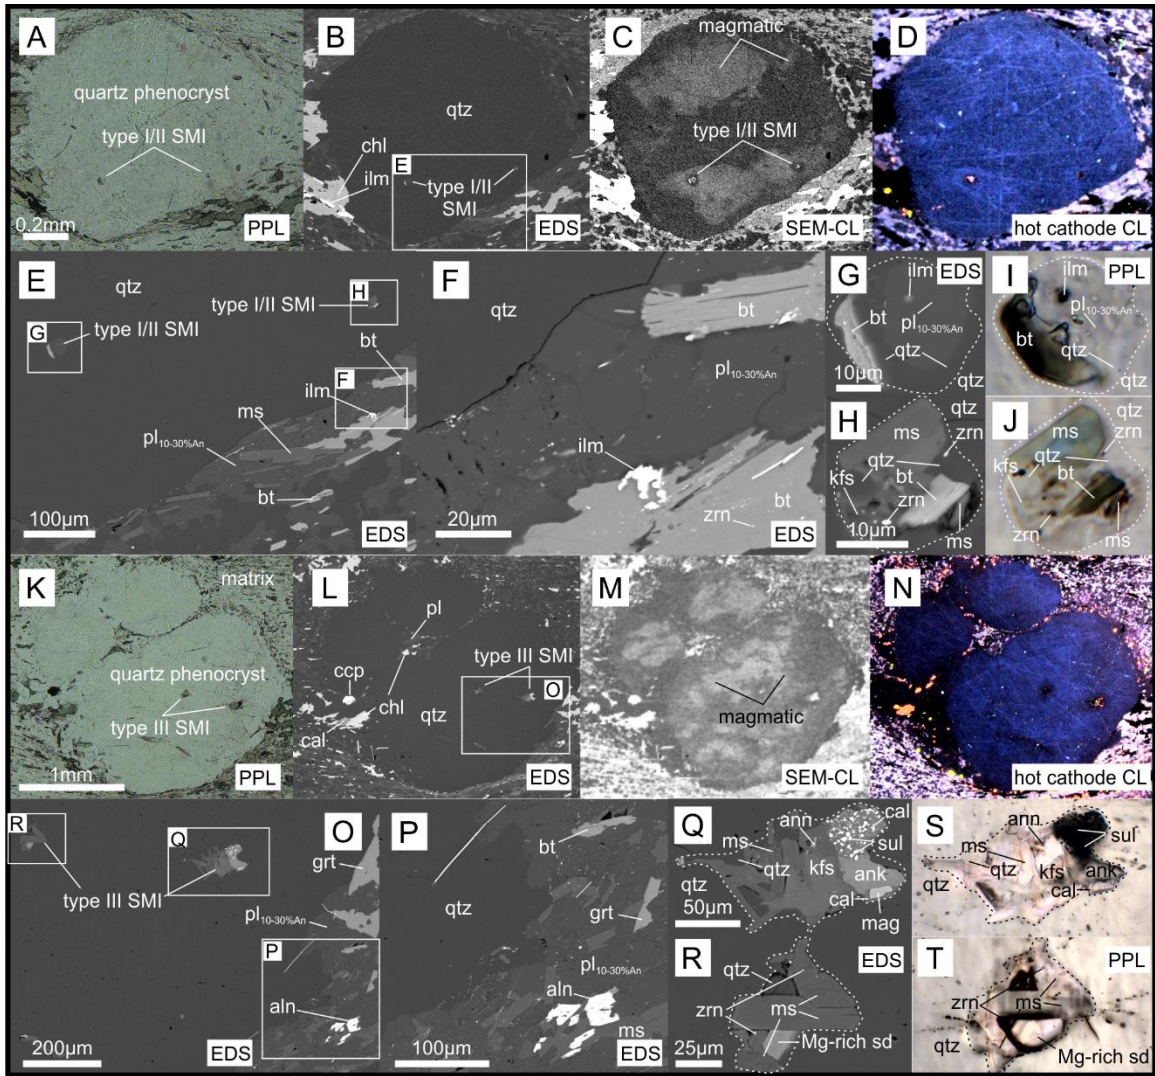 A
quartz phenocryst
type I/II SMI
0.2mm
PPL
B
qtz
chl
ilm
E
type I/II
SMI
EDS
C
magmatic
type I/II SMI
SEM-CL
D
hot cathode CL
E
qtz
type I/II SMI
H
G
type I/II SMI
bt
F
ilm
ms
pl10-30%An
bt
100µm
EDS
F
qtz
bt
pl10-30%An
ilm
bt
zrn
20µm
EDS
G
EDS
ilm
bt
pl10-30%An
qtz
qtz
10µm
H
qtz
ms
zrn
qtz
kfs
bt
zrn
10µm
ms
I
PPL
ilm
pl10-30%An
bt
qtz
qtz
J
qtz
zrn
qtz
kfs
bt
zrn
ms
K
matrix
quartz phenocryst
type III SMI
1mm
PPL
L
pl
type III SMI
ccp
O
chl
qtz
cal
EDS
M
magmatic
SEM-CL
N
hot cathode CL
R
Q
O
grt
type III SMI
pl10-30%An
P
aln
200µm
EDS
P
bt
qtz
grt
pl10-30%An
aln
ms
100µm
EDS
Q
ann
cal
ms
sul
qtz
kfs
qtz
ank
50µm
cal
mag
R
EDS
qtz
zrn
ms
Mg-rich sd
25µm
S
ann
sul
ms
qtz
kfs
qtz
ank
cal
T
PPL
zrn
ms
qtz
Mg-rich sd